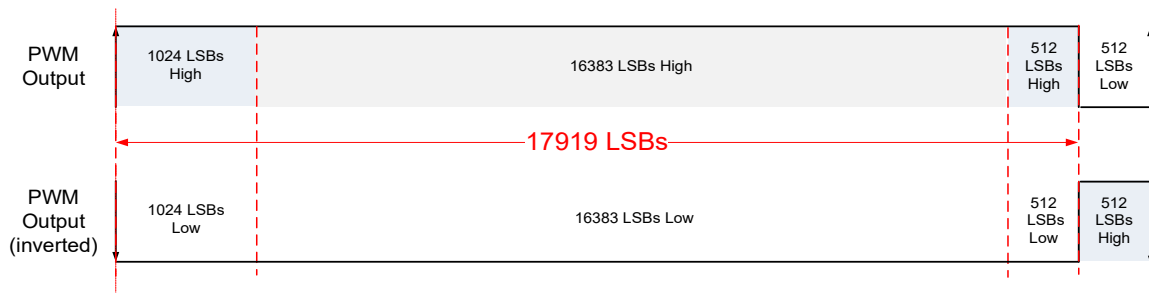 PWM
Output
1024 LSBs
High
16383 LSBs High
512
LSBs
High
512
LSBs
Low
17919 LSBs
PWM
Output
(inverted)
1024 LSBs
Low
16383 LSBs Low
512
LSBs
Low
512
LSBs
High